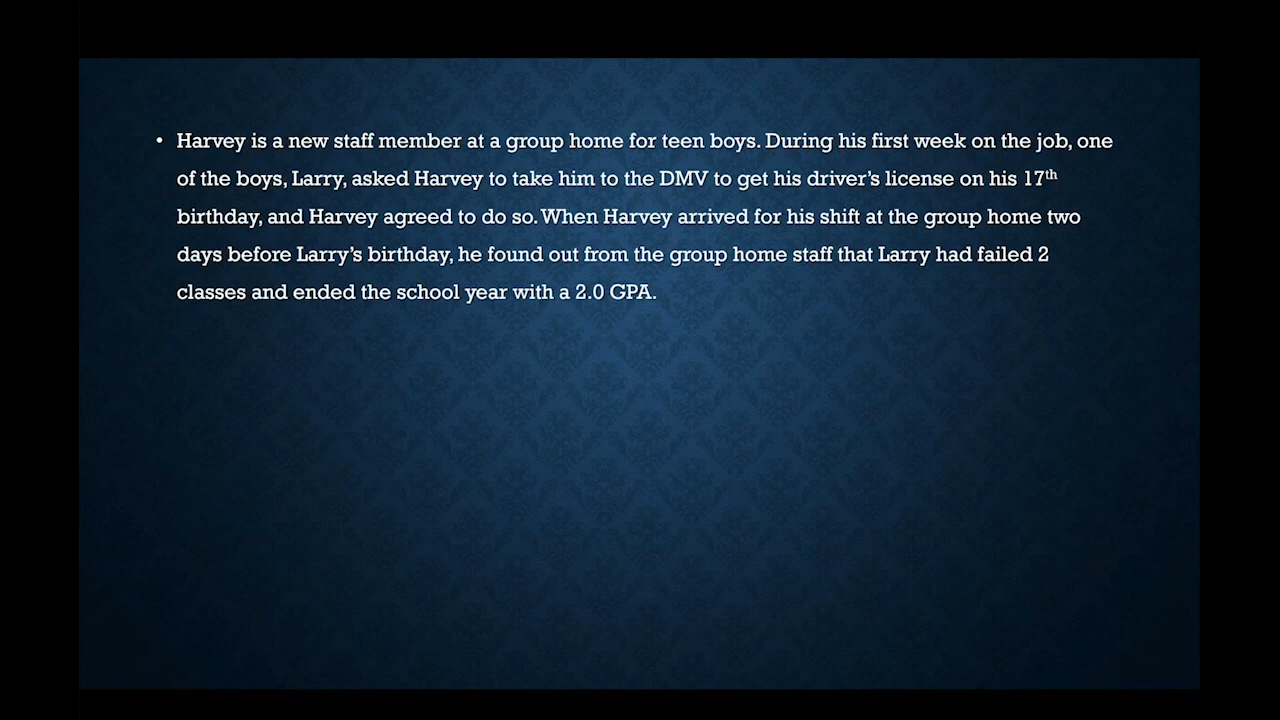 • Harvey is a new staff member at a group home for teen boys. During his first week on the job, one
of the boys, Larry, asked Harvey to take him to the DMV to get his driver’s license on his 17th
birthday, and Harvey agreed to do so. When Harvey arrived for his shift at the group home two
days before Larry’s birthday, he found out from the group home staff that Larry had failed 2
classes and ended the school year with a 2.0 GPA.